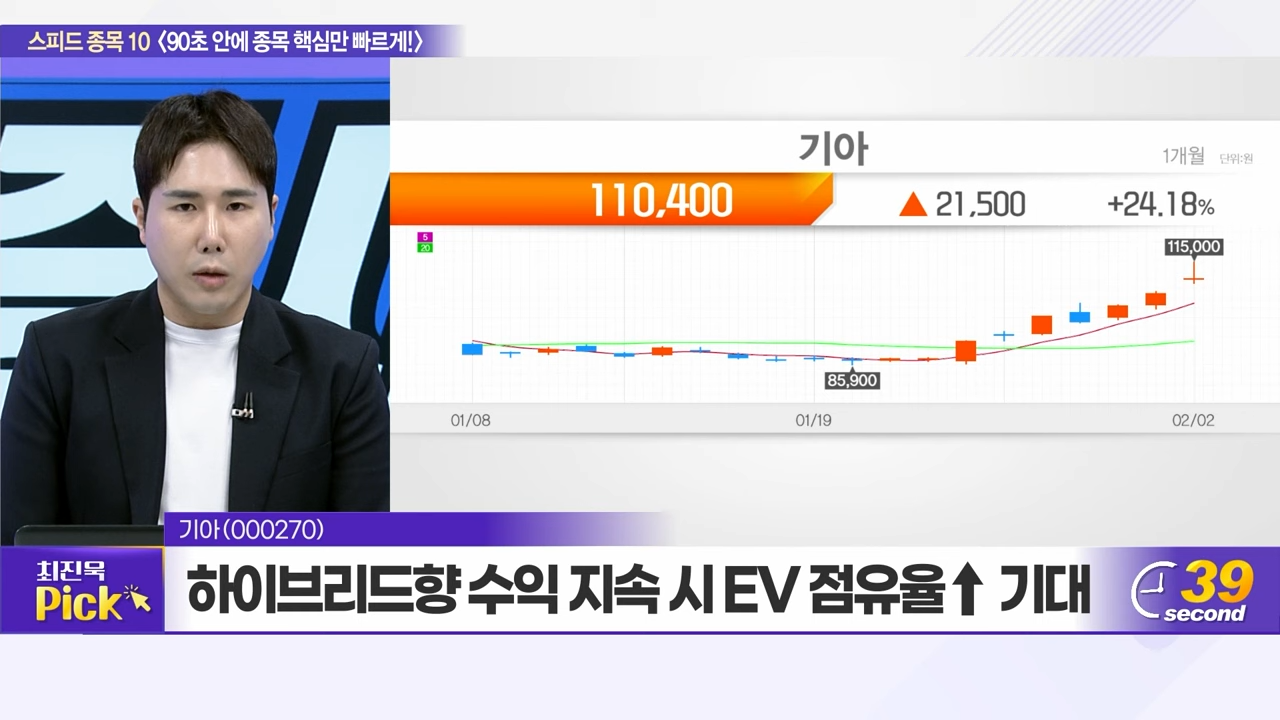 스피드 종목 10 〈90초 안에 종목 핵심만 빠르게!〉
기아
1개월 단위:원
110,400 ▲ 21,500 +24.18%
5
20
115,000
85,900
01/08 01/19 02/02
기아(000270)
최진묵
Pick
하이브리드향 수익 지속 시 EV 점유율⬆ 기대
39
second